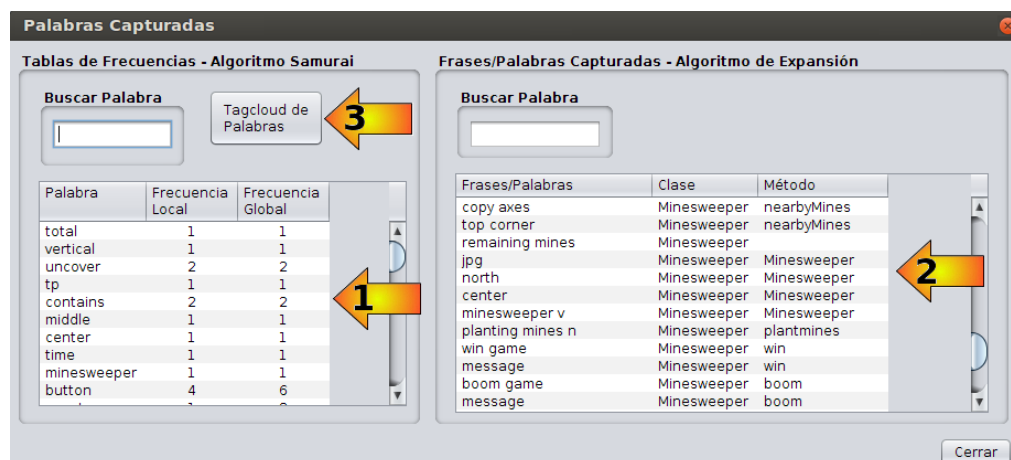 Palabras Capturadas
Tablas de Frecuencias - Algoritmo Samurai
Buscar Palabra
Tagcloud de
Palabras
3
Palabra Frecuencia Frecuencia
Local Global
total 1 1
vertical 1 1
uncover 2 2
tp 1 1
contains 2 2
middle 1 1
center 1 1
time 1 1
minesweeper 1 1
button 4 6
1
Frases/Palabras Capturadas - Algoritmo de Expansión
Buscar Palabra
Frases/Palabras Clase Método
copy axes Minesweeper nearbyMines
top corner Minesweeper nearbyMines
remaining mines Minesweeper
jpg Minesweeper Minesweeper
north Minesweeper Minesweeper
center Minesweeper Minesweeper
minesweeper v Minesweeper Minesweeper
planting mines n Minesweeper plantmines
win game Minesweeper win
message Minesweeper win
boom game Minesweeper boom
message Minesweeper boom
2
Cerrar